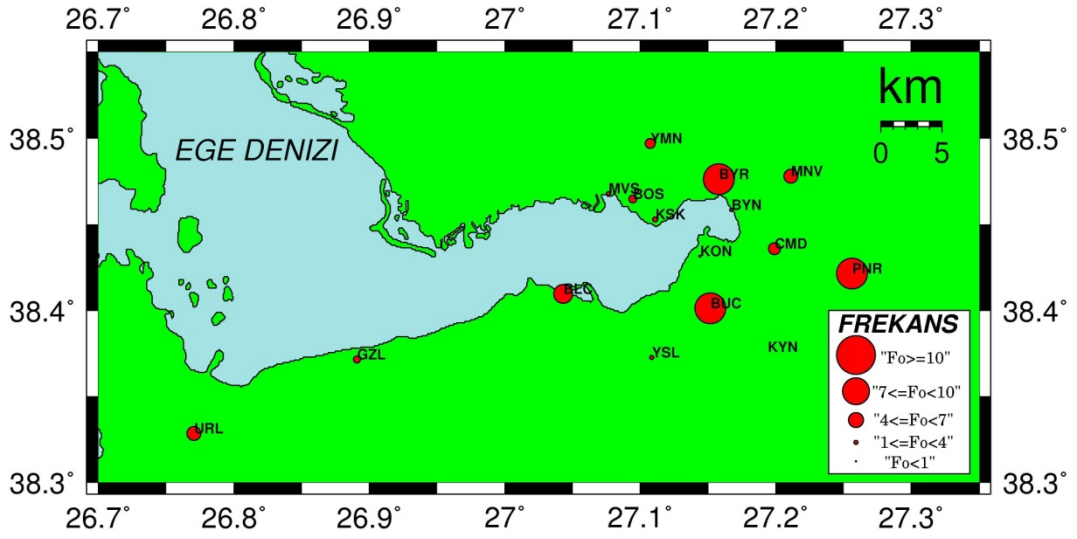 26.7˚ 26.8˚ 26.9˚ 27˚ 27.1˚ 27.2˚ 27.3˚
km
0 5
38.5˚ 38.5˚
EGE DENIZI
YMN
BYR
MNV
MVS
BOS
KSK
BYN
KON
CMD
PNR
BLC
BUC
38.4˚ 38.4˚
GZL
YSL
KYN
URL
FREKANS
"Fo>=10"
"7<=Fo<10"
"4<=Fo<7"
"1<=Fo<4"
"Fo<1"
38.3˚ 38.3˚
26.7˚ 26.8˚ 26.9˚ 27˚ 27.1˚ 27.2˚ 27.3˚